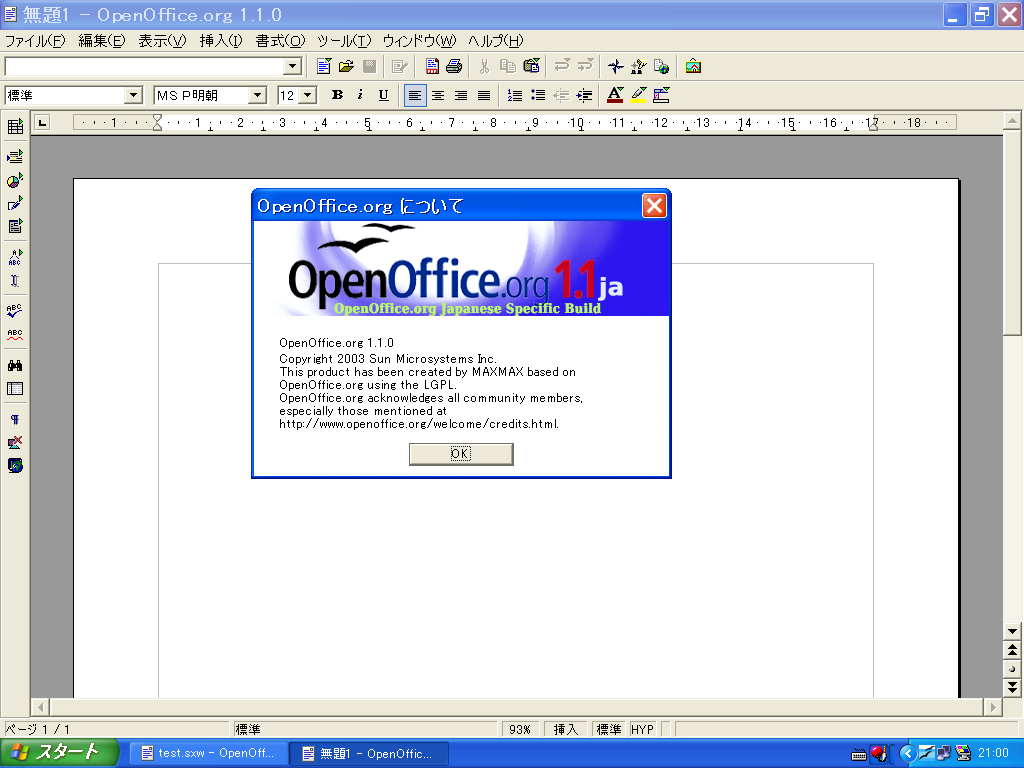 無題1 - OpenOffice.org 1.1.0
ファイル(F) 編集(E) 表示(V) 挿入(I) 書式(O) ツール(T) ウィンドウ(W) ヘルプ(H)
標準 MS P明朝 12 B i U
1 1 2 3 4 5 6 7 8 9 10 11 12 13 14 15 16 17 18
OpenOffice.org について
OpenOffice.org 1.1 ja
OpenOffice.org Japanese Specific Build
OpenOffice.org 1.1.0
Copyright 2003 Sun Microsystems Inc.
This product has been created by MAXMAX based on
OpenOffice.org using the LGPL.
OpenOffice.org acknowledges all community members,
especially those mentioned at
http://www.openoffice.org/welcome/credits.html.
OK
ページ 1 / 1 標準 93% 挿入 標準 HYP
スタート test.sxw - OpenOff... 無題1 - OpenOffic... 21:00